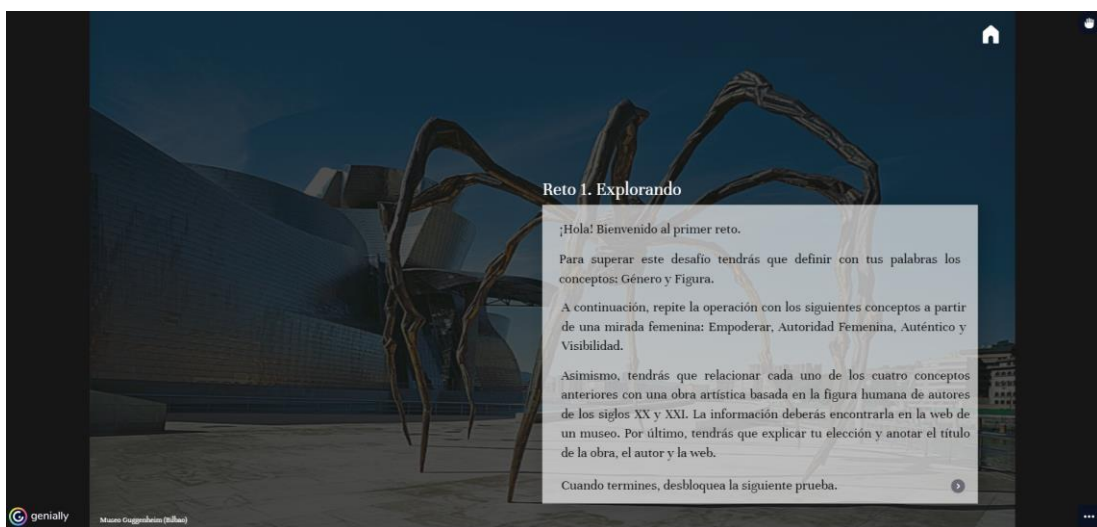 Reto 1. Explorando
¡Hola! Bienvenido al primer reto.
Para superar este desafío tendrás que definir con tus palabras los
conceptos: Género y Figura.
A continuación, repite la operación con los siguientes conceptos a partir
de una mirada femenina: Empoderar, Autoridad Femenina, Auténtico y
Visibilidad.
Asimismo, tendrás que relacionar cada uno de los cuatro conceptos
anteriores con una obra artística basada en la figura humana de autores
de los siglos XX y XXI. La información deberás encontrarla en la web de
un museo. Por último, tendrás que explicar tu elección y anotar el título
de la obra, el autor y la web.
Cuando termines, desbloquea la siguiente prueba.
genially
Museo Guggenheim (Bilbao)